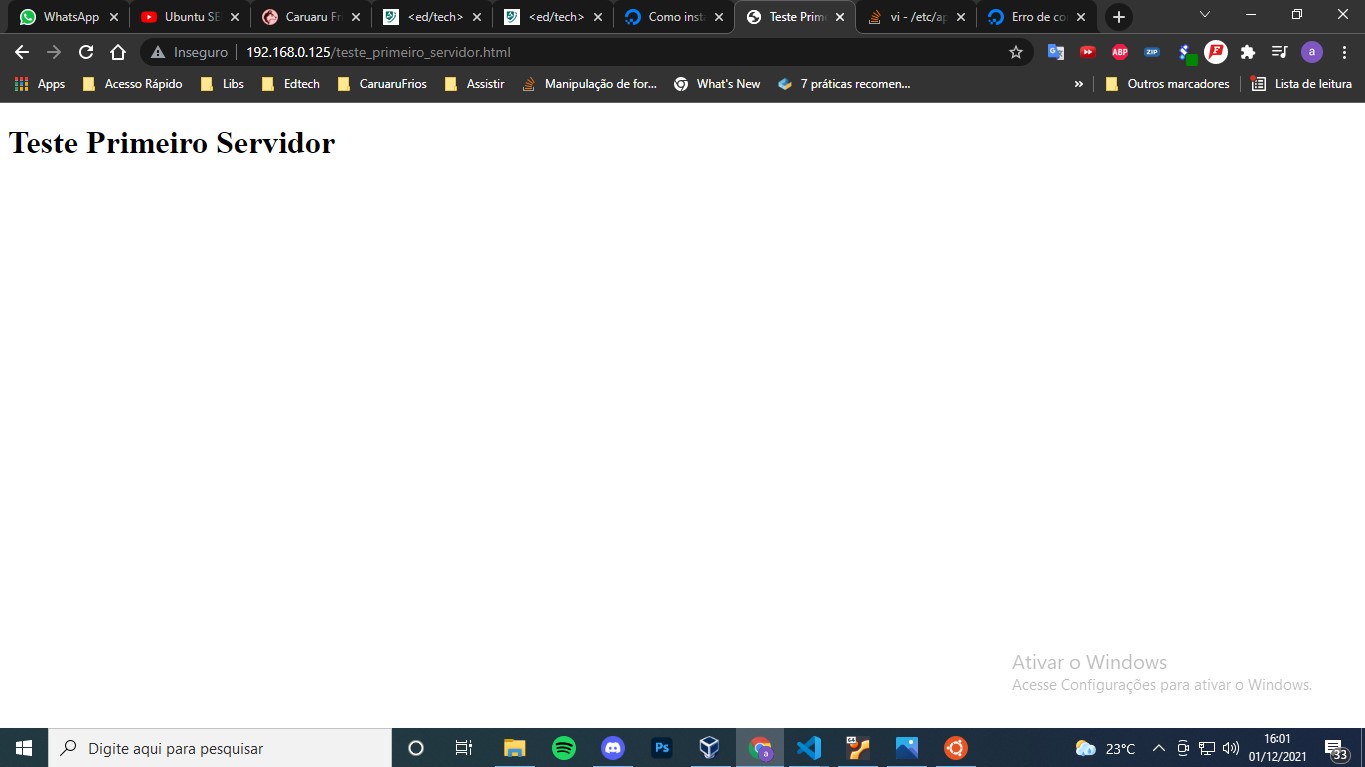 WhatsApp
Ubuntu SE
Caruaru Fr
<ed/tech>
<ed/tech>
Como insta
Teste Prim
vi - /etc/ap
Erro de co
Inseguro
192.168.0.125/teste_primeiro_servidor.html
ABP
ZIP
a
Apps
Acesso Rápido
Libs
Edtech
CaruaruFrios
Assistir
Manipulação de for...
What's New
7 práticas recomen...
»
Outros marcadores
Lista de leitura
Teste Primeiro Servidor
Ativar o Windows
Acesse Configurações para ativar o Windows.
Digite aqui para pesquisar
Ps
a
64
23°C
16:01
01/12/2021
33